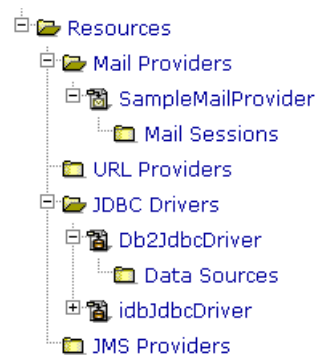 Resources
Mail Providers
SampleMailProvider
Mail Sessions
URL Providers
JDBC Drivers
Db2JdbcDriver
Data Sources
idbJdbcDriver
JMS Providers